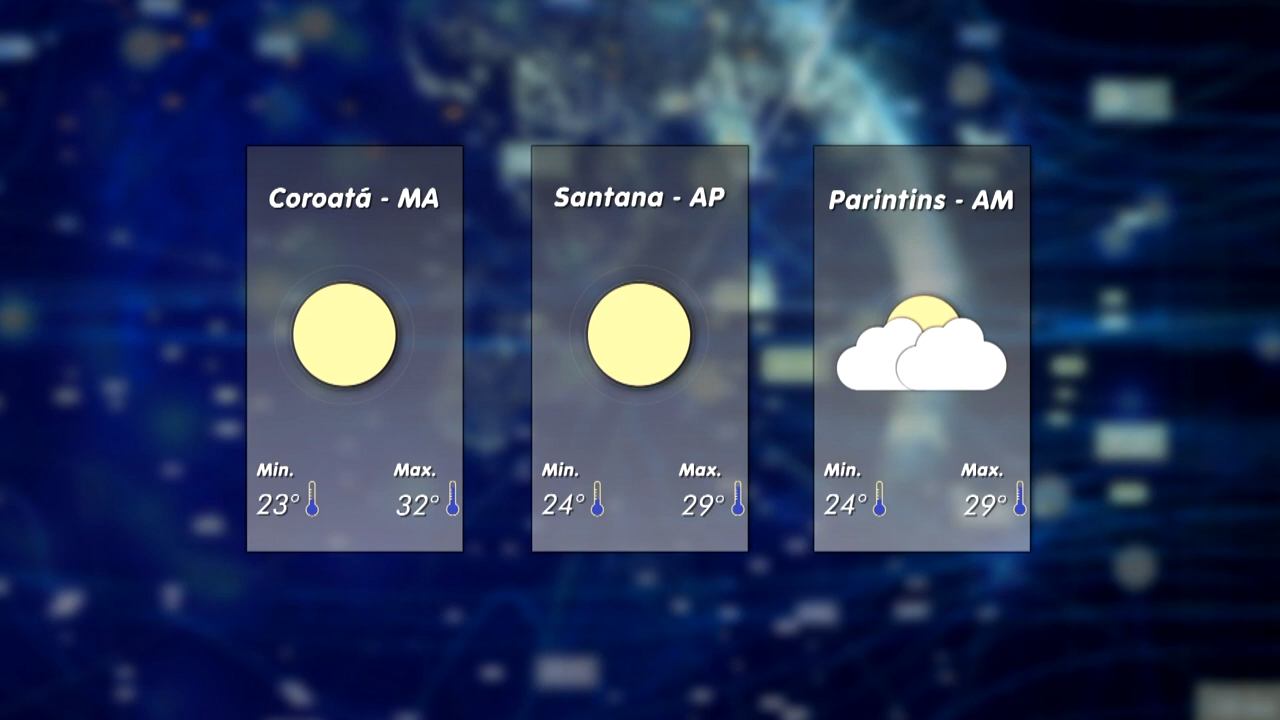 Coroatá - MA
Min. Max.
23° 32°
Santana - AP
Min. Max.
24° 29°
Parintins - AM
Min. Max.
24° 29°